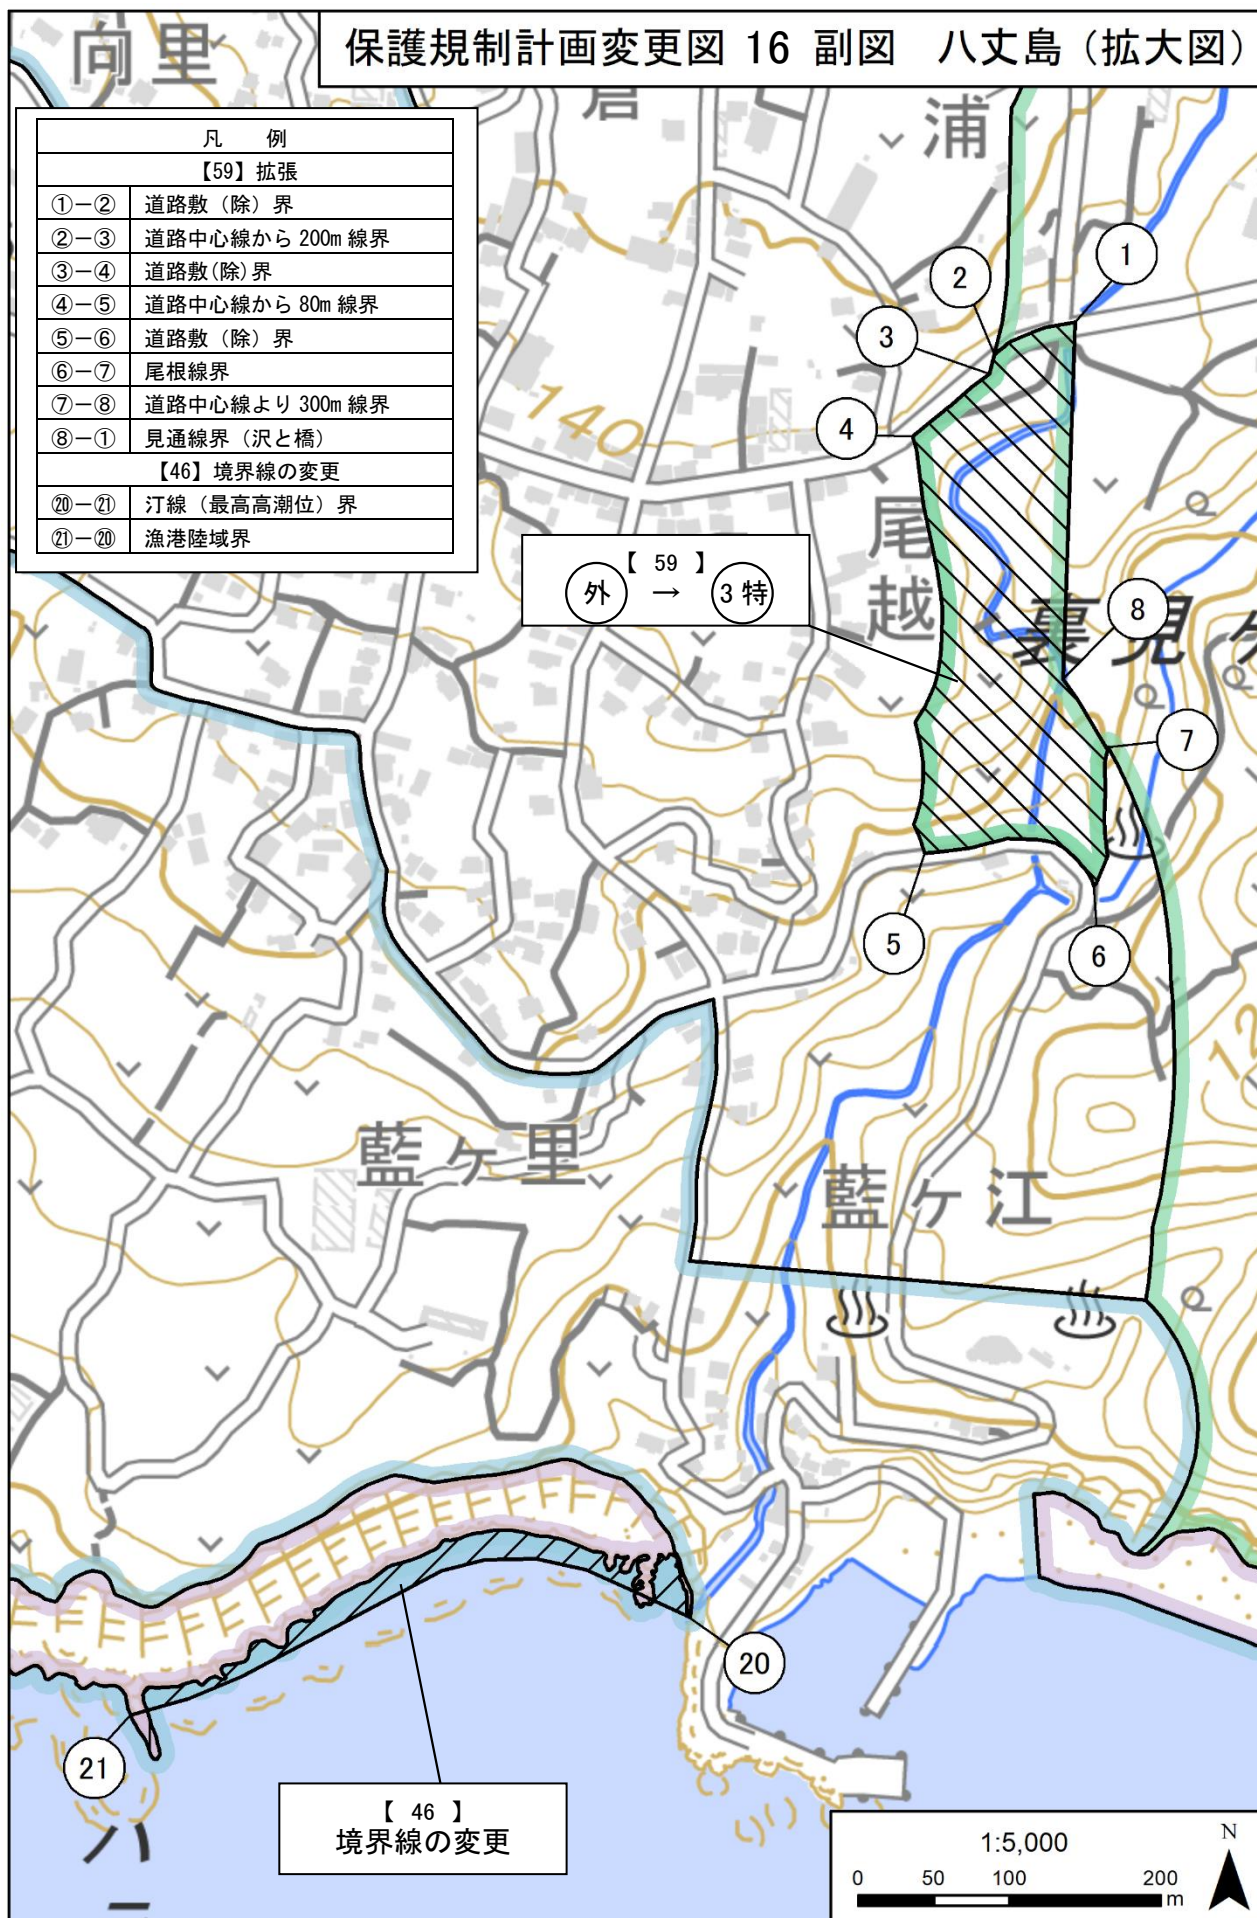 保護規制計画変更図 16 副図　八丈島（拡大図）
向里
倉
浦
凡　例
【59】拡張
①－② 道路敷（除）界
②－③ 道路中心線から 200m 線界
③－④ 道路敷(除)界
④－⑤ 道路中心線から 80m 線界
⑤－⑥ 道路敷（除）界
⑥－⑦ 尾根線界
⑦－⑧ 道路中心線より 300m 線界
⑧－① 見通線界（沢と橋）
【46】境界線の変更
⑳－㉑ 汀線（最高高潮位）界
㉑－⑳ 漁港陸域界
1
2
3
4
140
尾越
【 59 】
外 → 3特
裏見
8
7
5
6
12
藍ヶ里
藍ヶ江
20
21
【 46 】
境界線の変更
八
1:5,000
N
0 50 100 200
m